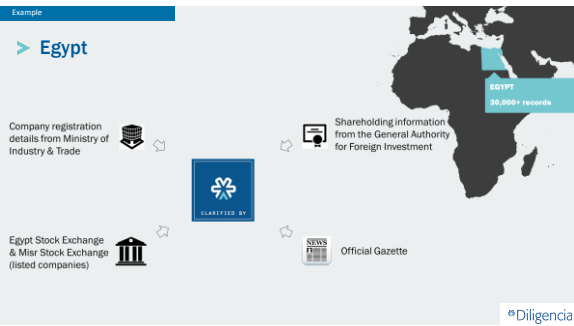 Example
Egypt
EGYPT
30,000+ records
Company registration
details from Ministry of
Industry & Trade
Shareholding information
from the General Authority
for Foreign Investment
CLARIFIED BY
Egypt Stock Exchange
& Misr Stock Exchange
(listed companies)
NEWS
Official Gazette
Diligencia